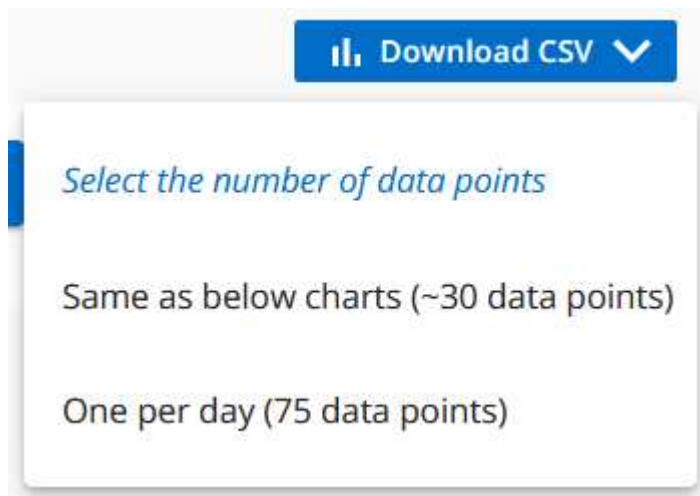 Download CSV
Select the number of data points
Same as below charts (~30 data points)
One per day (75 data points)